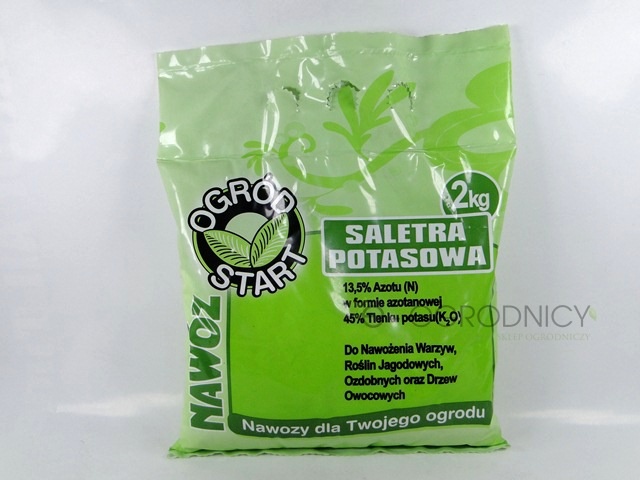 OGRÓD
START
2kg
SALETRA
POTASOWA
13,5% Azotu (N)
w formie azotanowej
45% Tlenku potasu(K₂O)
Do Nawożenia Warzyw,
Roślin Jagodowych,
Ozdobnych oraz Drzew
Owocowych
NAWÓZ
Nawozy dla Twojego ogrodu
OGRODNICY
SKLEP OGRODNICZY